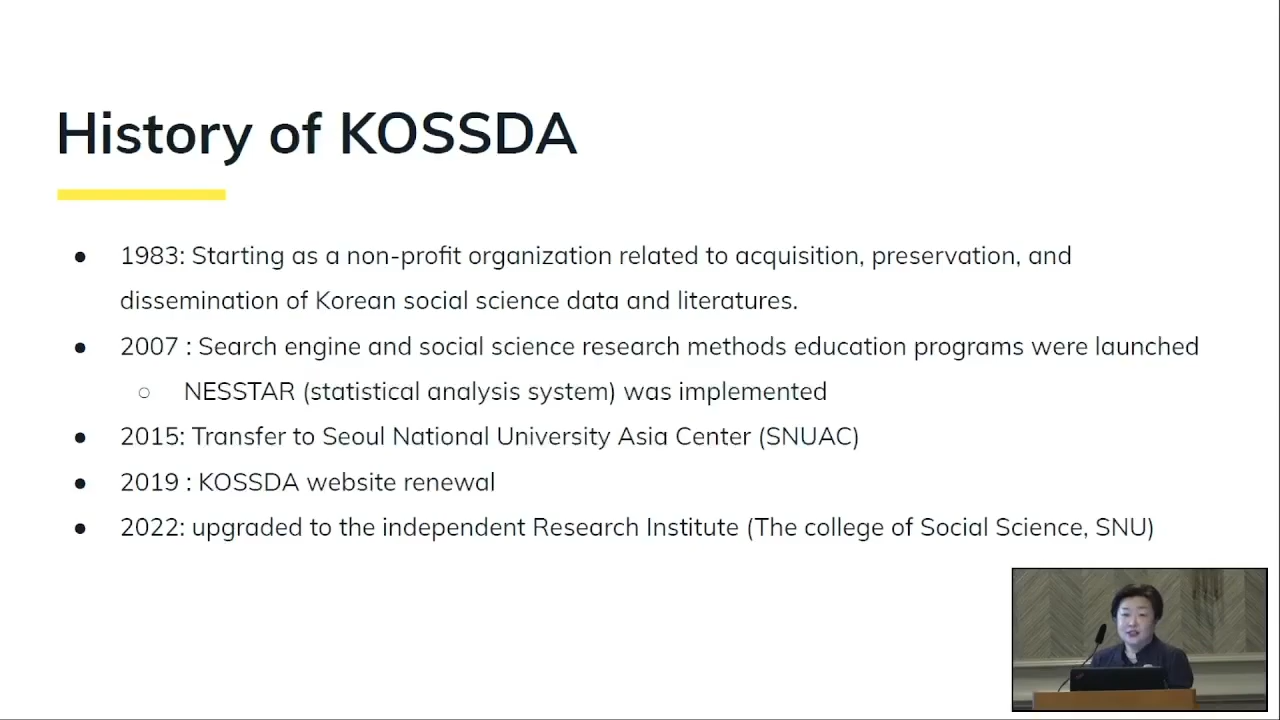 History of KOSSDA
● 1983: Starting as a non-profit organization related to acquisition, preservation, and
dissemination of Korean social science data and literatures.
● 2007 : Search engine and social science research methods education programs were launched
○ NESSTAR (statistical analysis system) was implemented
● 2015: Transfer to Seoul National University Asia Center (SNUAC)
● 2019 : KOSSDA website renewal
● 2022: upgraded to the independent Research Institute (The college of Social Science, SNU)